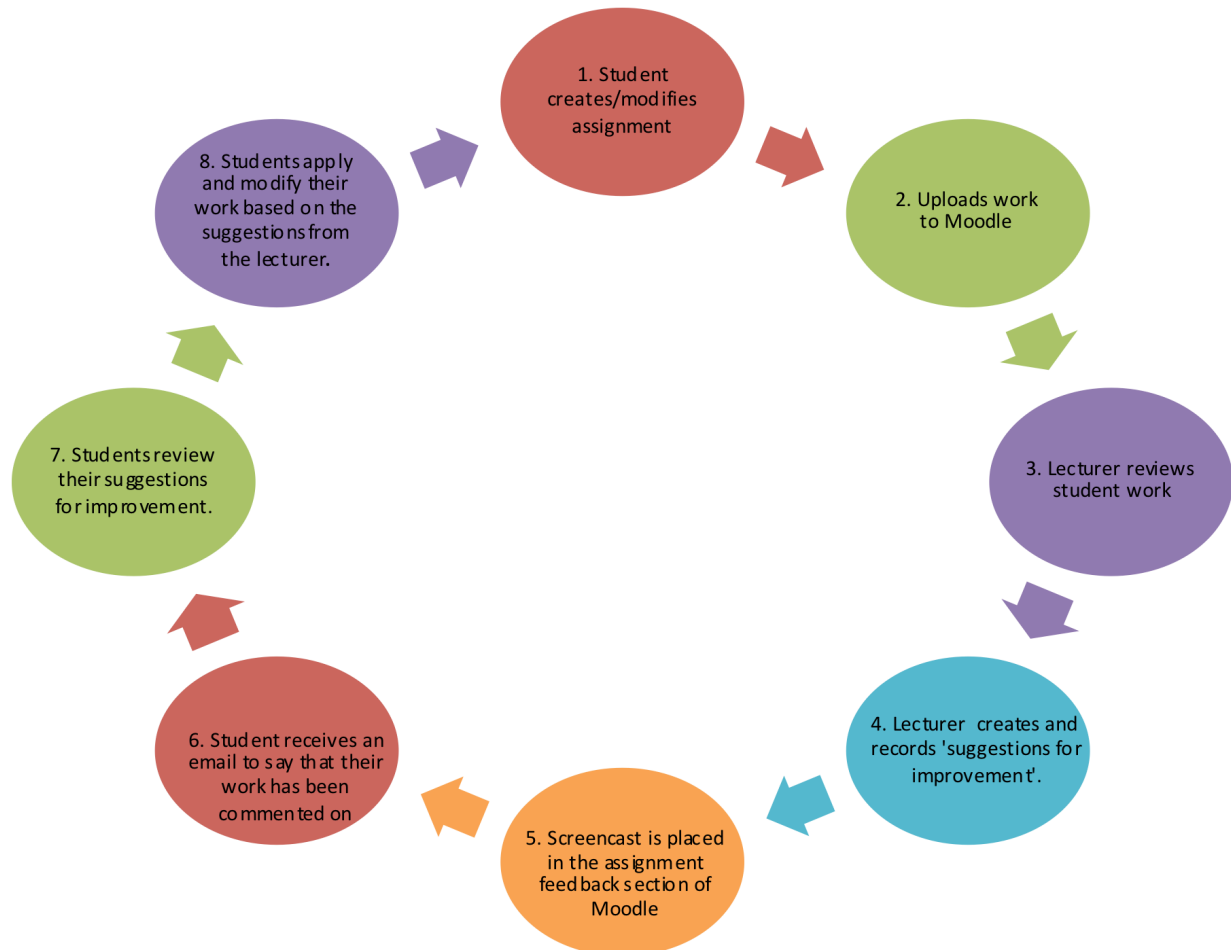 1. Student
creates/modifies
assignment
2. Uploads work
to Moodle
3. Lecturer reviews
student work
4. Lecturer creates and
records 'suggestions for
improvement'.
5. Screencast is placed
in the assignment
feedback section of
Moodle
6. Student receives an
email to say that their
work has been
commented on
7. Students review
their suggestions
for improvement.
8. Students apply
and modify their
work based on the
suggestions from
the lecturer.